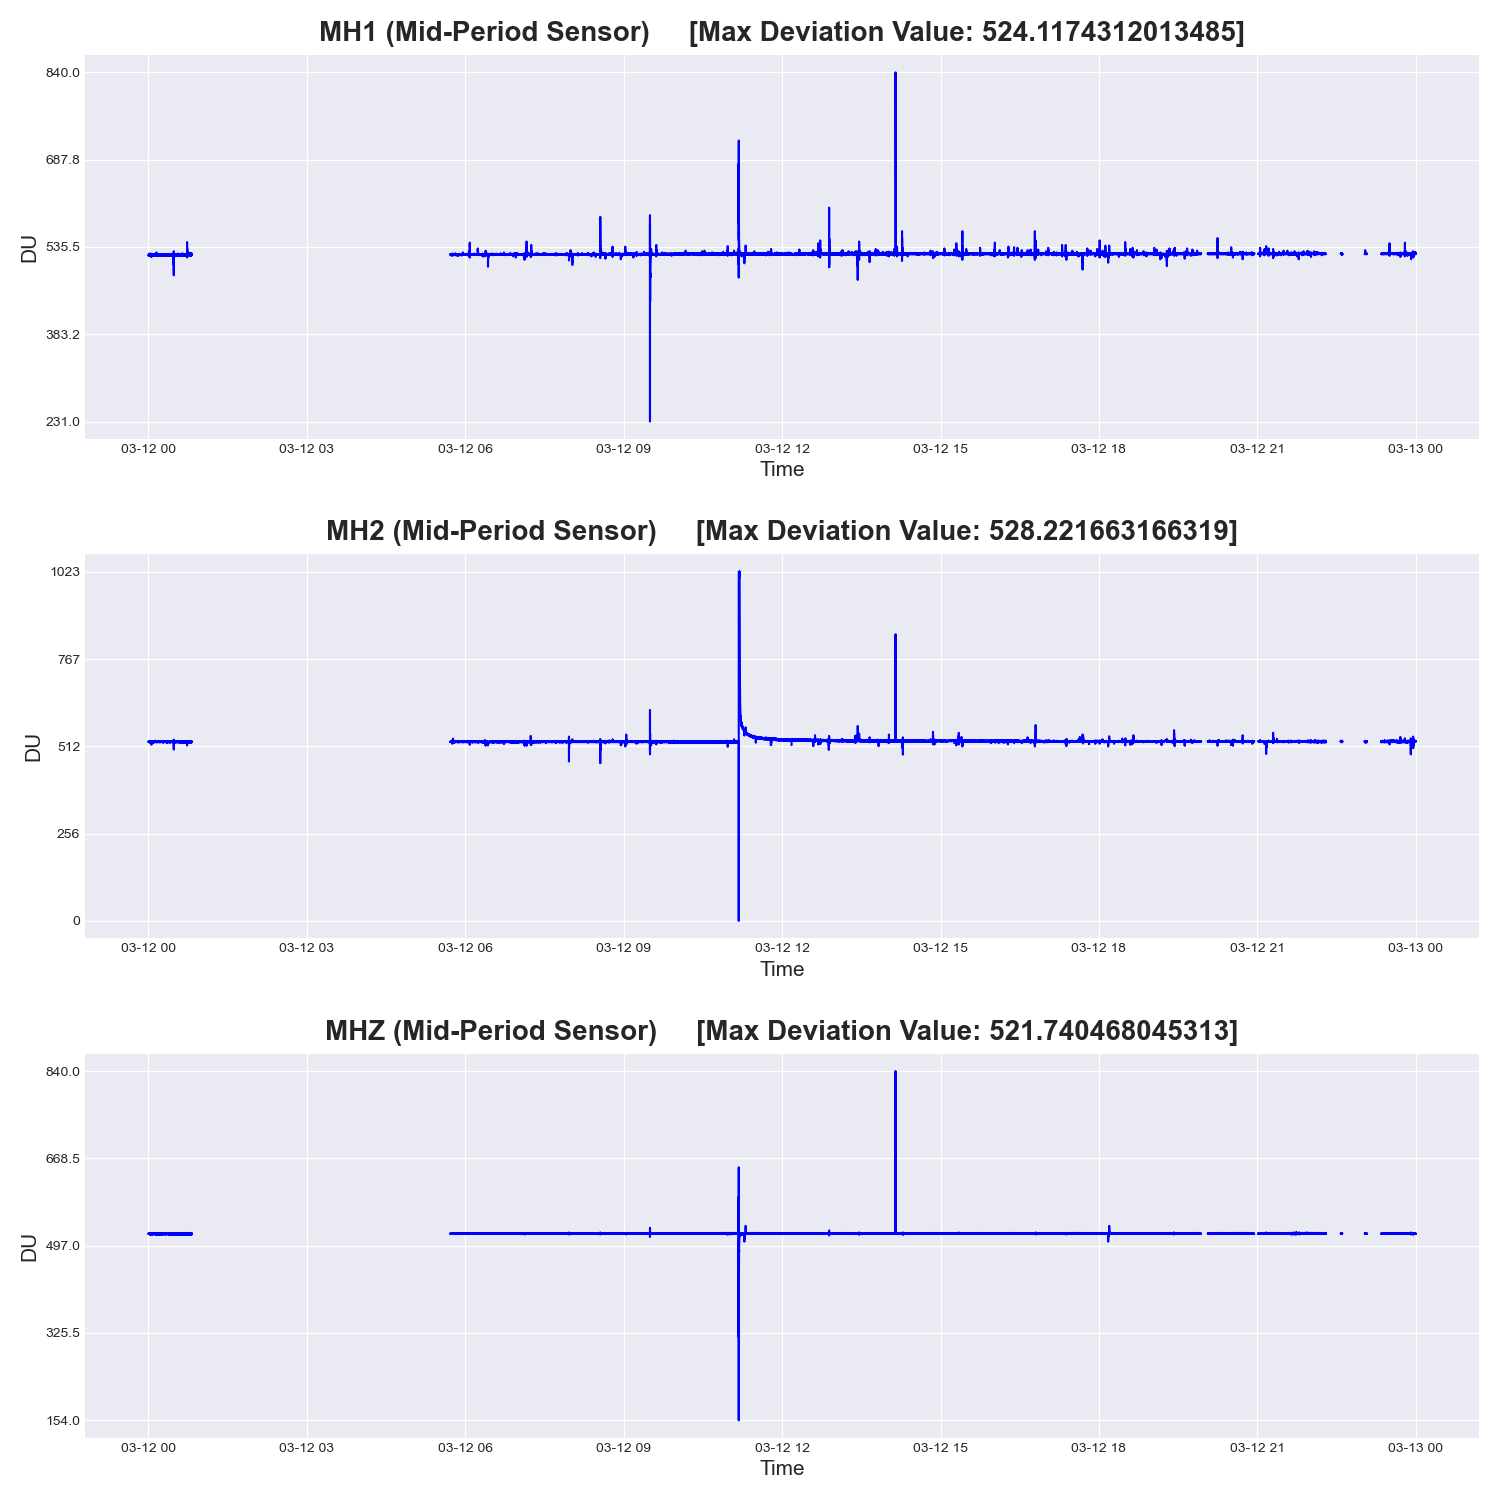 MH1 (Mid-Period Sensor) [Max Deviation Value: 524.1174312013485]
840.0
687.8
535.5
383.2
231.0
DU
03-12 00 03-12 03 03-12 06 03-12 09 03-12 12 03-12 15 03-12 18 03-12 21 03-13 00
Time
MH2 (Mid-Period Sensor) [Max Deviation Value: 528.221663166319]
1023
767
512
256
0
DU
03-12 00 03-12 03 03-12 06 03-12 09 03-12 12 03-12 15 03-12 18 03-12 21 03-13 00
Time
MHZ (Mid-Period Sensor) [Max Deviation Value: 521.740468045313]
840.0
668.5
497.0
325.5
154.0
DU
03-12 00 03-12 03 03-12 06 03-12 09 03-12 12 03-12 15 03-12 18 03-12 21 03-13 00
Time